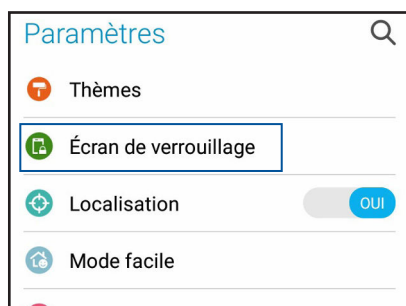 Paramètres
Thèmes
Écran de verrouillage
Localisation OUI
Mode facile